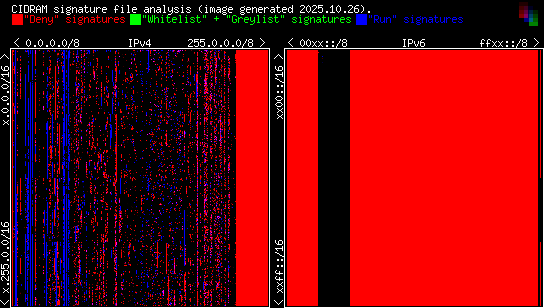 CIDRAM signature file analysis (image generated 2025.10.26).
"Deny" signatures "Whitelist" + "Greylist" signatures "Run" signatures
< 0.0.0.0/8 IPv4 255.0.0.0/8 >
< 00xx::/8 IPv6 ffxx::/8 >
x.0.0.0/16 >
< x.255.0.0/16
xx00::/16 >
< xxff::/16